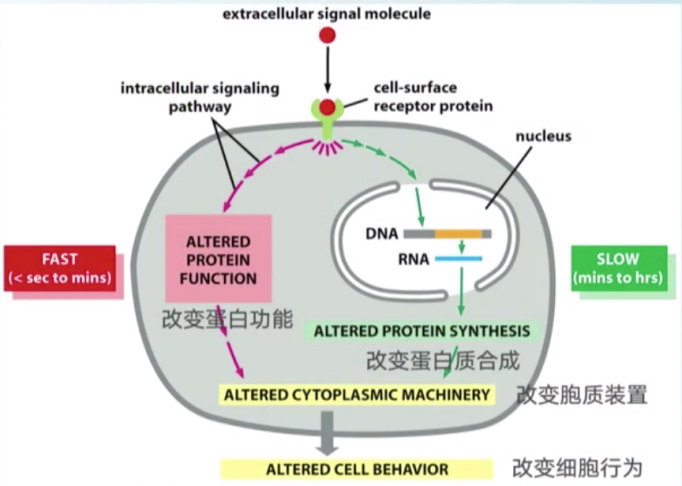 extracellular signal molecule
intracellular signaling
pathway
cell-surface
receptor protein
nucleus
DNA
RNA
FAST
(< sec to mins)
ALTERED
PROTEIN
FUNCTION
SLOW
(mins to hrs)
改变蛋白功能
ALTERED PROTEIN SYNTHESIS
改变蛋白质合成
ALTERED CYTOPLASMIC MACHINERY
改变胞质装置
ALTERED CELL BEHAVIOR
改变细胞行为